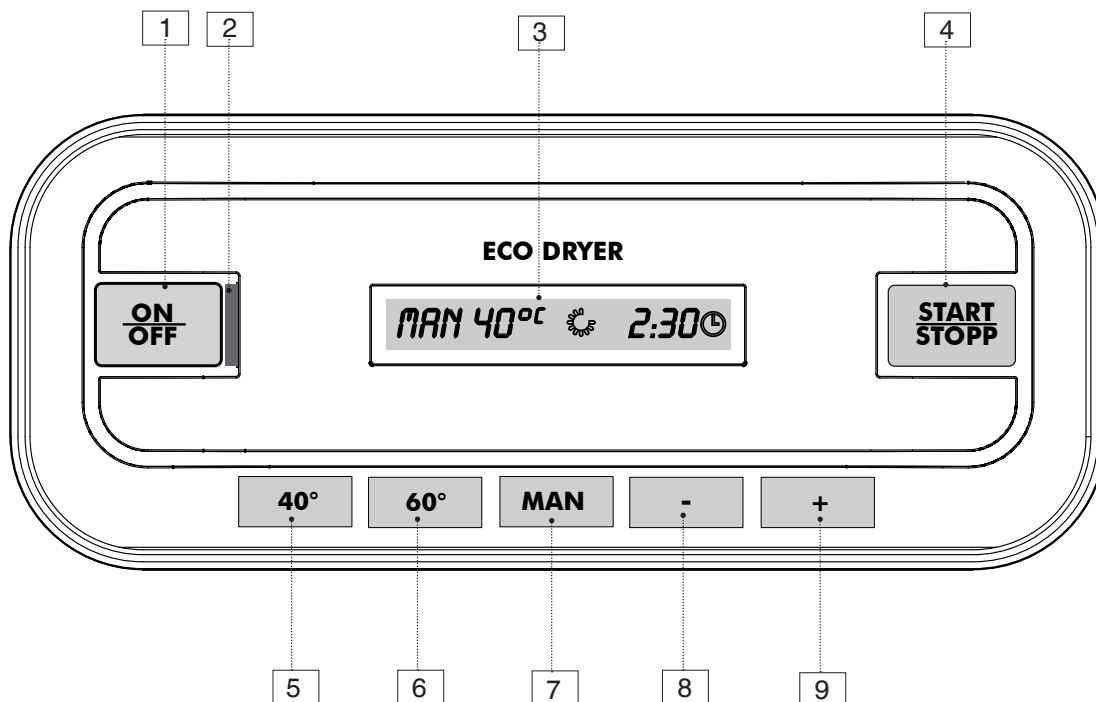 1 2 3 4
ECO DRYER
ON
OFF
MAN 40°C 2:30
START
STOPP
40° 60° MAN - +
5 6 7 8 9